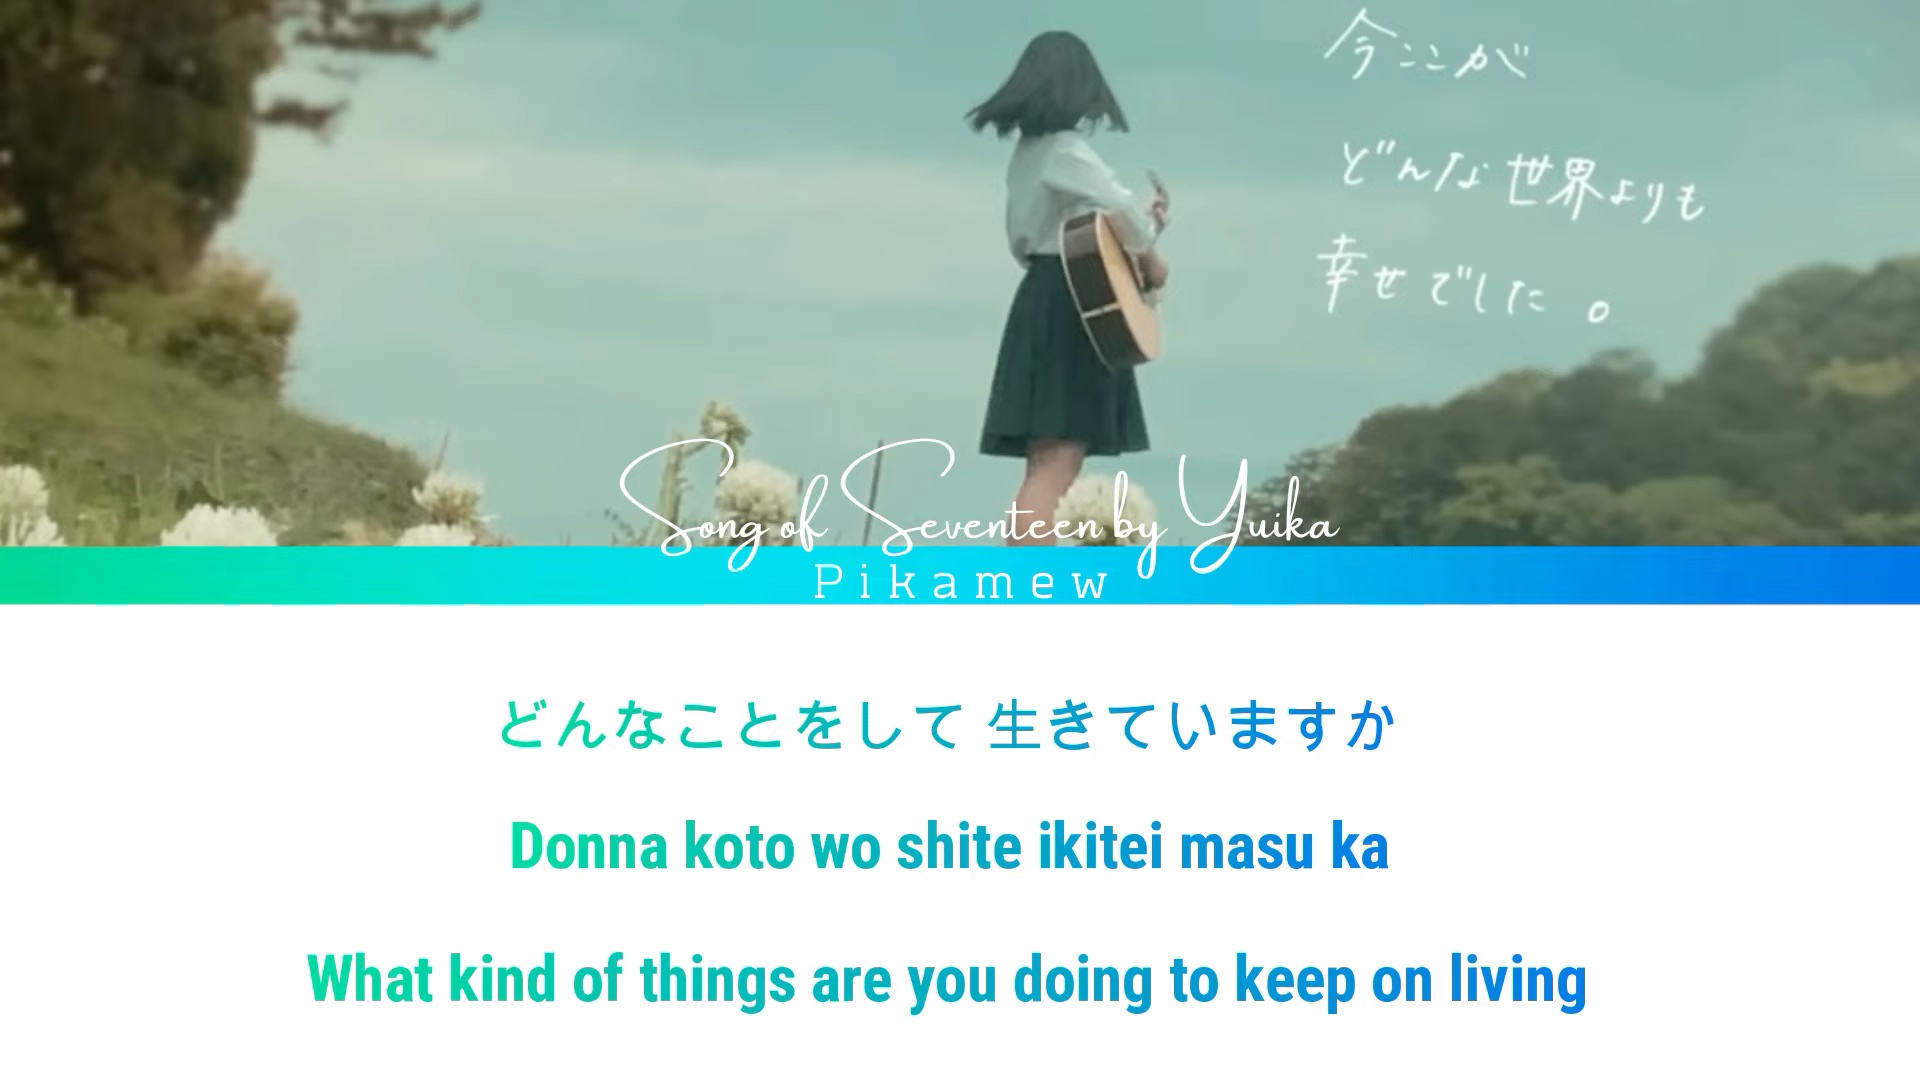 今ここが
どんな世界よりも
幸せでした。
Song of Seventeen by Yuika
Pikamew
どんなことをして 生きていますか
Donna koto wo shite ikitei masu ka
What kind of things are you doing to keep on living